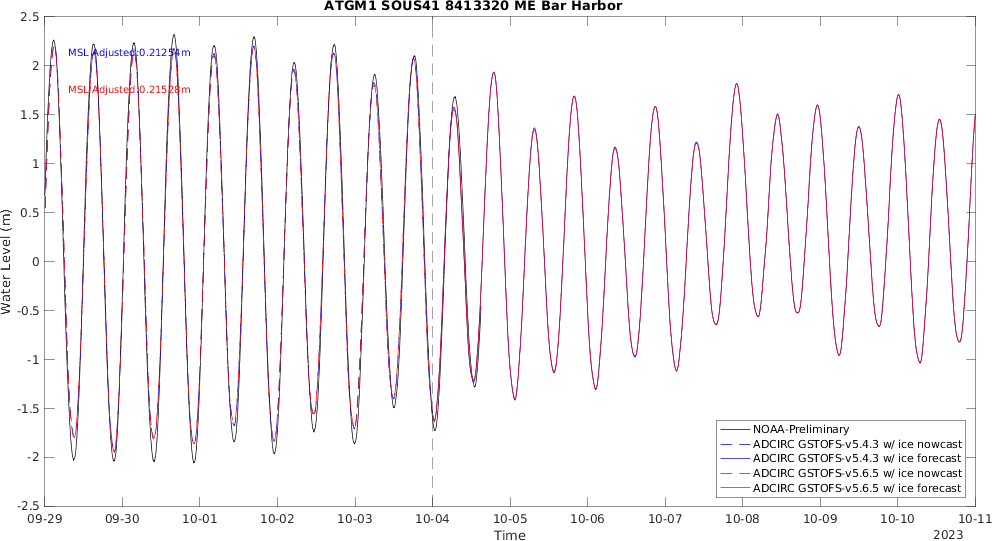 ATGM1 SOUS41 8413320 ME Bar Harbor
2.5
2
1.5
1
0.5
0
-0.5
-1
-1.5
-2
-2.5
Water Level (m)
MSL Adjusted:0.21254m
MSL Adjusted:0.21528m
NOAA-Preliminary
ADCIRC GSTOFS-v5.4.3 w/ ice nowcast
ADCIRC GSTOFS-v5.4.3 w/ ice forecast
ADCIRC GSTOFS-v5.6.5 w/ ice nowcast
ADCIRC GSTOFS-v5.6.5 w/ ice forecast
09-29 09-30 10-01 10-02 10-03 10-04 10-05 10-06 10-07 10-08 10-09 10-10 10-11
Time
2023